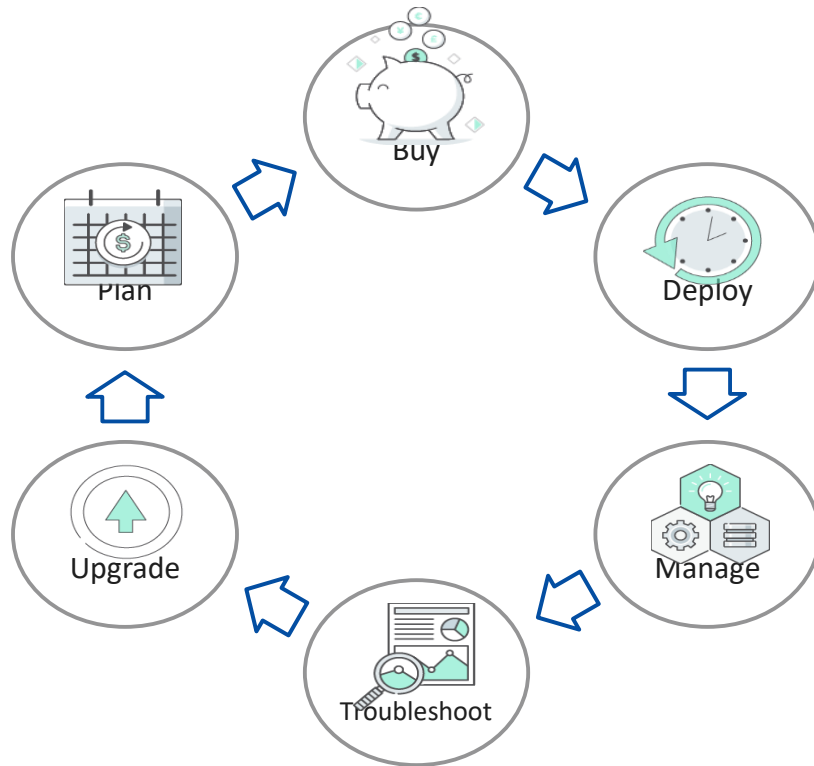 ¥
€
£
$
Buy
$
Plan
Deploy
Upgrade
Manage
Troubleshoot